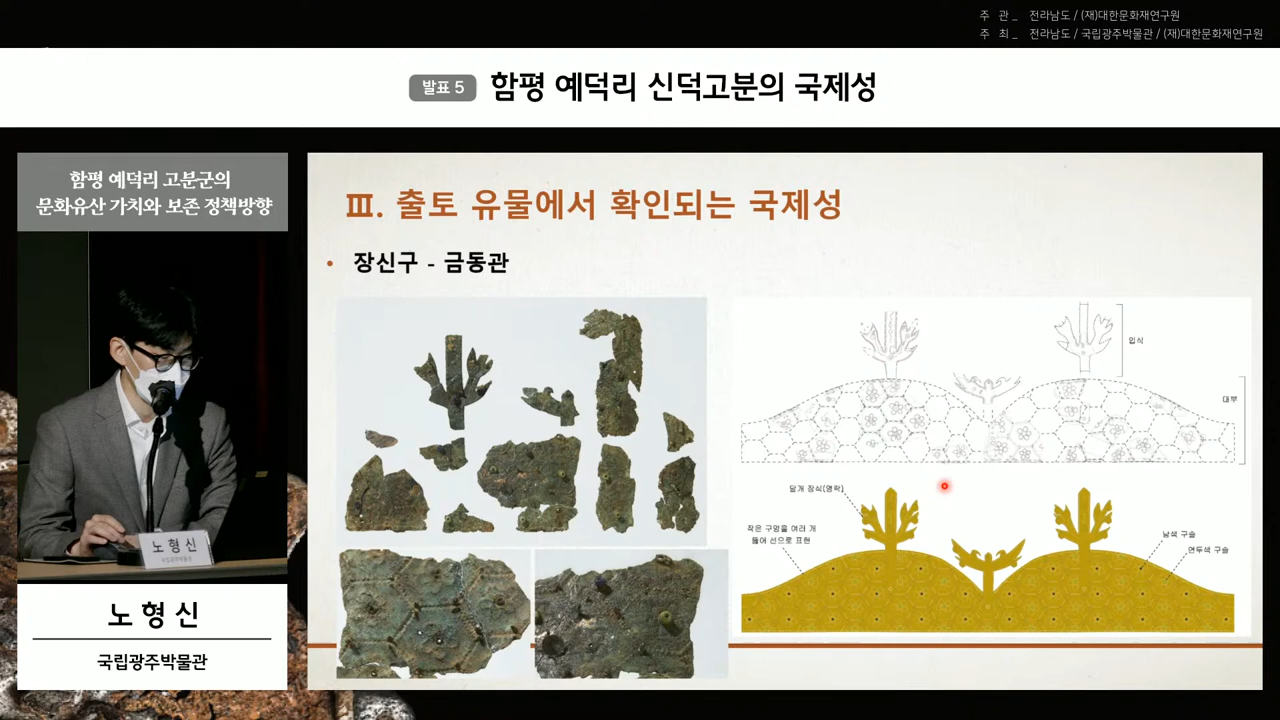 주 관 _ 전라남도 / (재)대한문화재연구원
주 최 _ 전라남도 / 국립광주박물관 / (재)대한문화재연구원
발표 5 함평 예덕리 신덕고분의 국제성
함평 예덕리 고분군의
문화유산 가치와 보존 정책방향
Ⅲ. 출토 유물에서 확인되는 국제성
• 장신구 - 금동관
입식
대부
달개 장식(영락)
작은 구멍을 여러 개
뚫어 선으로 표현
남색 구슬
연두색 구슬
노형신
국립광주박물관
노 형 신
국립광주박물관